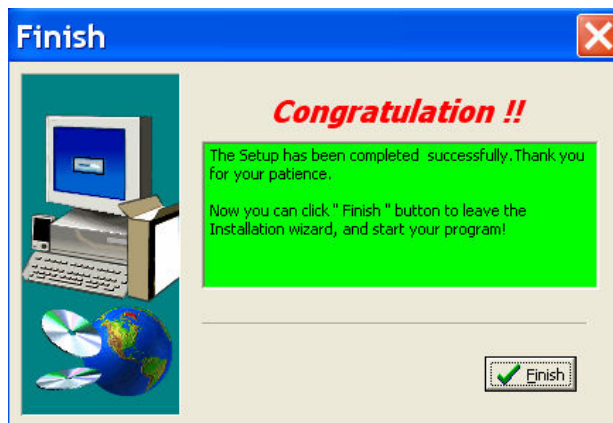 Finish
Congratulation !!
The Setup has been completed  successfully.Thank you
for your patience.
Now you can click " Finish " button to leave the
Installation wizard, and start your program!
Finish